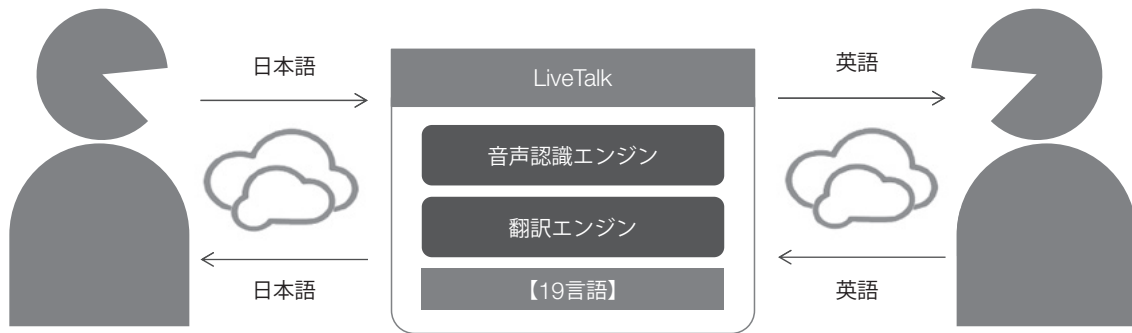 日本語
LiveTalk
英語
音声認識エンジン
翻訳エンジン
【19言語】
日本語
英語